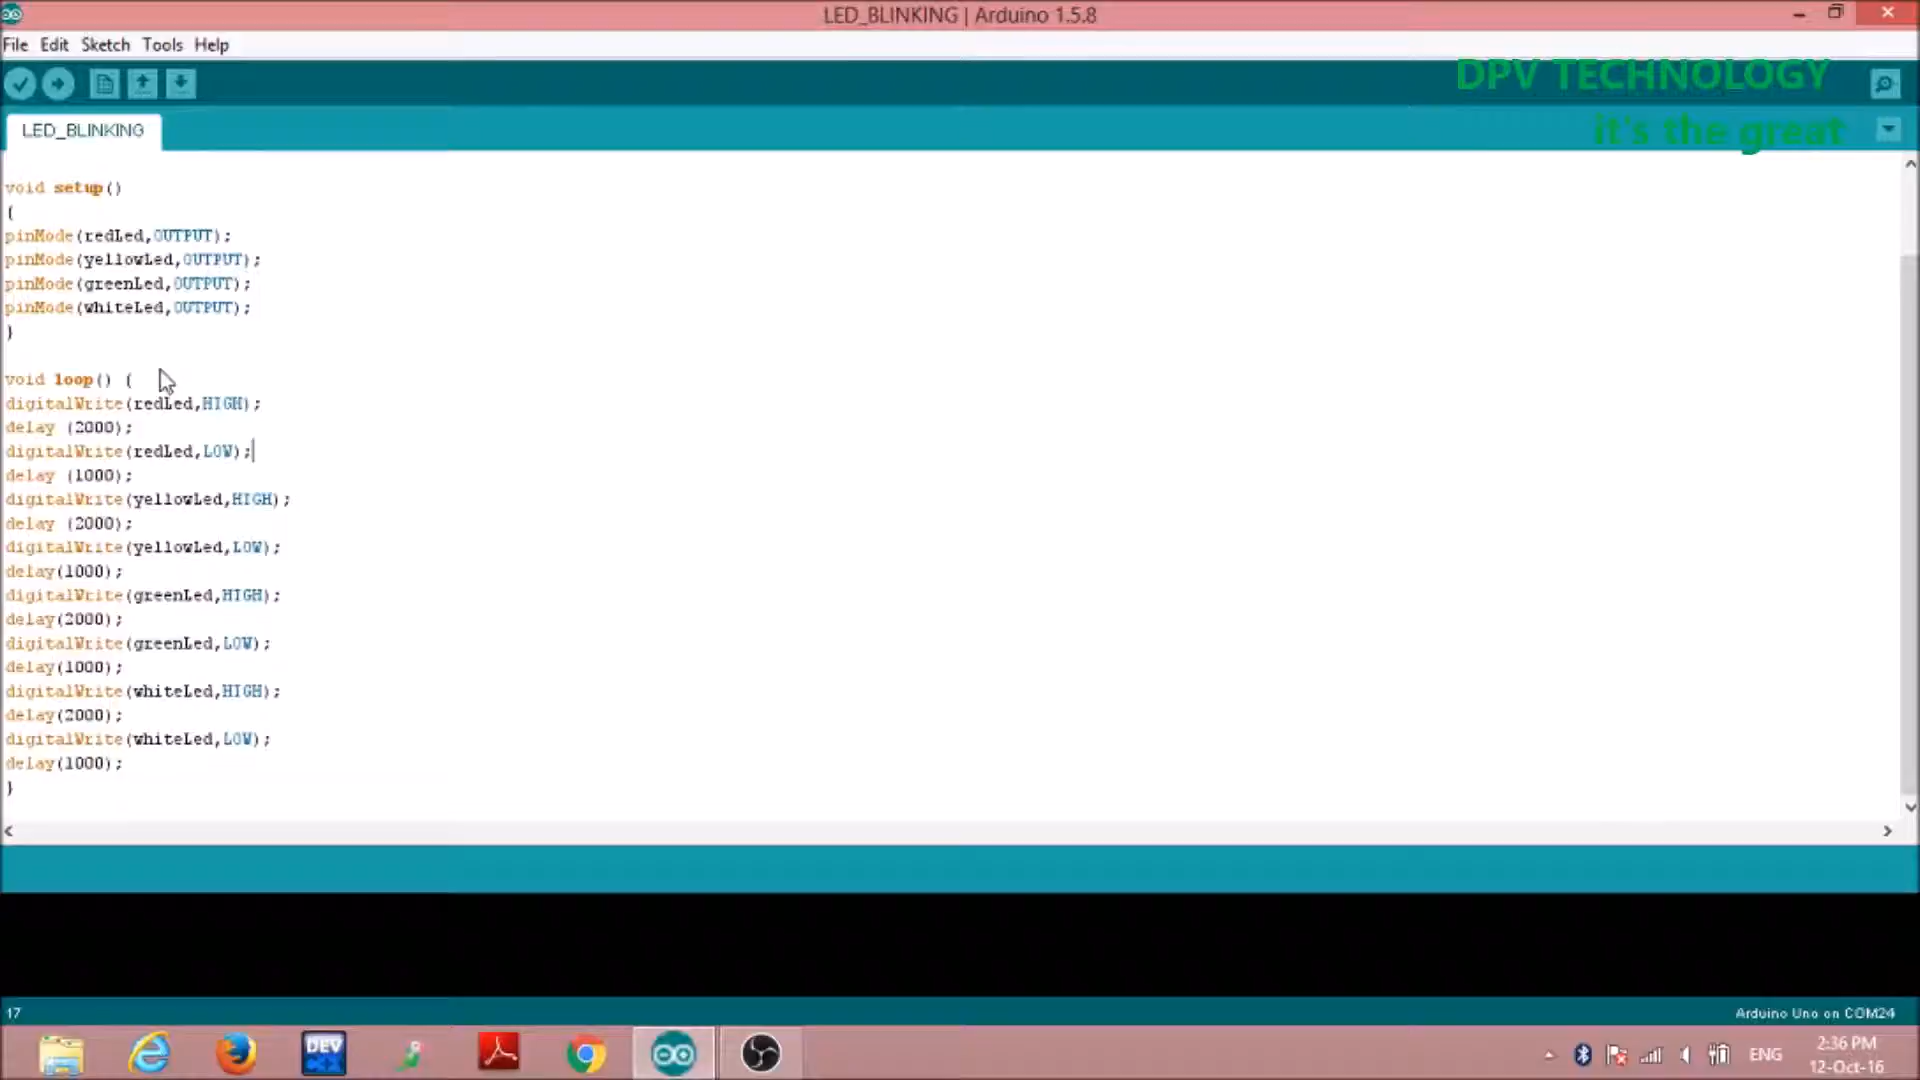 LED_BLINKING | Arduino 1.5.8
File Edit Sketch Tools Help
DPV TECHNOLOGY
it's the great
LED_BLINKING
void setup()
{
pinMode(redLed,OUTPUT);
pinMode(yellowLed,OUTPUT);
pinMode(greenLed,OUTPUT);
pinMode(whiteLed,OUTPUT);
}
void loop() {
digitalWrite(redLed,HIGH);
delay (2000);
digitalWrite(redLed,LOW);
delay (1000);
digitalWrite(yellowLed,HIGH);
delay (2000);
digitalWrite(yellowLed,LOW);
delay(1000);
digitalWrite(greenLed,HIGH);
delay(2000);
digitalWrite(greenLed,LOW);
delay(1000);
digitalWrite(whiteLed,HIGH);
delay(2000);
digitalWrite(whiteLed,LOW);
delay(1000);
}
17
Arduino Uno on COM24
DEV
ENG
2:36 PM
12-Oct-16